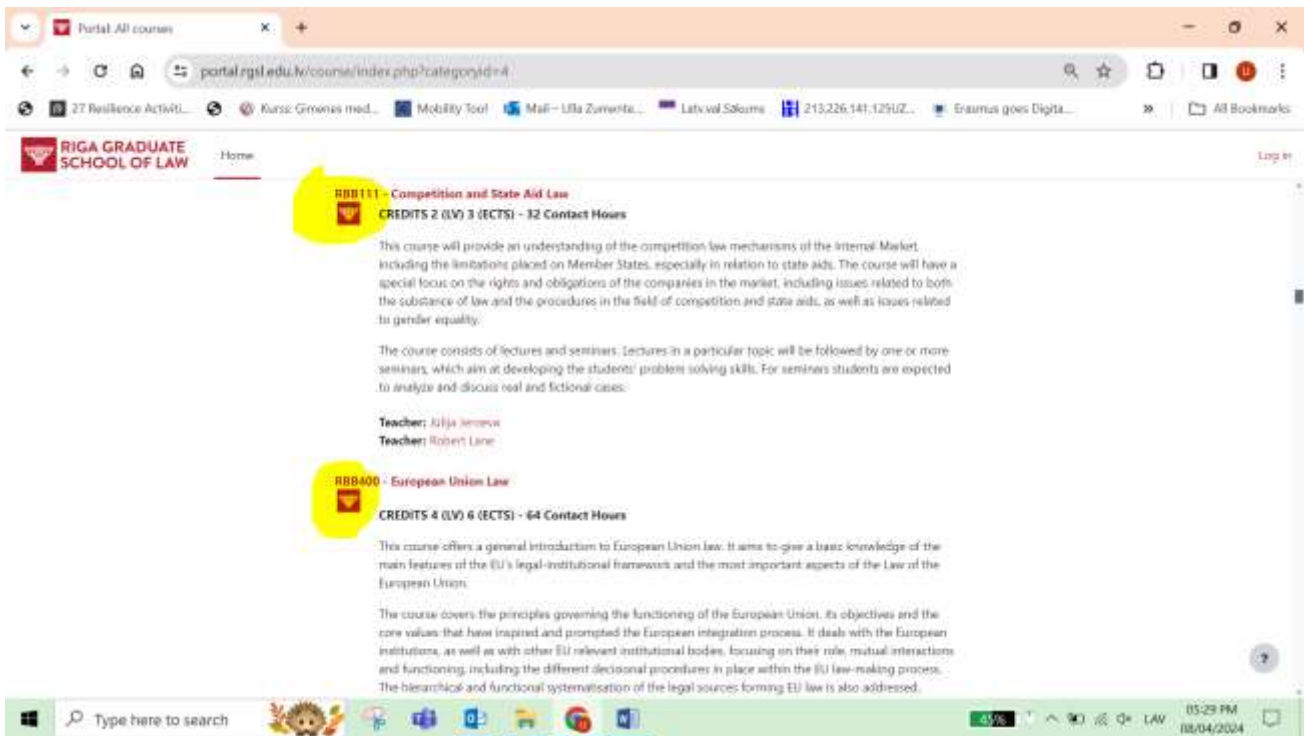 Portal: All courses
portal.rgsl.edu.lv/course/index.php?categoryid=4
27 Resilience Activiti... Kurss: Gimenes med... Mobility Tool Mail – Ulla Zumente... Latv.val.Sākums 213.226.141.129UZ... Erasmus goes Digita... » All Bookmarks
RIGA GRADUATE
SCHOOL OF LAW
Home
Log in
RBB111 - Competition and State Aid Law
CREDITS 2 (LV) 3 (ECTS) - 32 Contact Hours
This course will provide an understanding of the competition law mechanisms of the Internal Market,
including the limitations placed on Member States, especially in relation to state aids. The course will have a
special focus on the rights and obligations of the companies in the market, including issues related to both
the substance of law and the procedures in the field of competition and state aids, as well as issues related
to gender equality.
The course consists of lectures and seminars. Lectures in a particular topic will be followed by one or more
seminars, which aim at developing the students' problem solving skills. For seminars students are expected
to analyze and discuss real and fictional cases.
Teacher: Jūlija
Teacher: Robert Lane
RBB400 - European Union Law
CREDITS 4 (LV) 6 (ECTS) - 64 Contact Hours
This course offers a general introduction to European Union law. It aims to give a basic knowledge of the
main features of the EU's legal-institutional framework and the most important aspects of the Law of the
European Union.
The course covers the principles governing the functioning of the European Union, its objectives and the
core values that have inspired and prompted the European integration process. It deals with the European
institutions, as well as with other EU relevant institutional bodies, focusing on their role, mutual interactions
and functioning, including the different decisional procedures in place within the EU law-making process.
The hierarchical and functional systematisation of the legal sources forming EU law is also addressed.
?
Type here to search
45% LAV
05:29 PM
08/04/2024